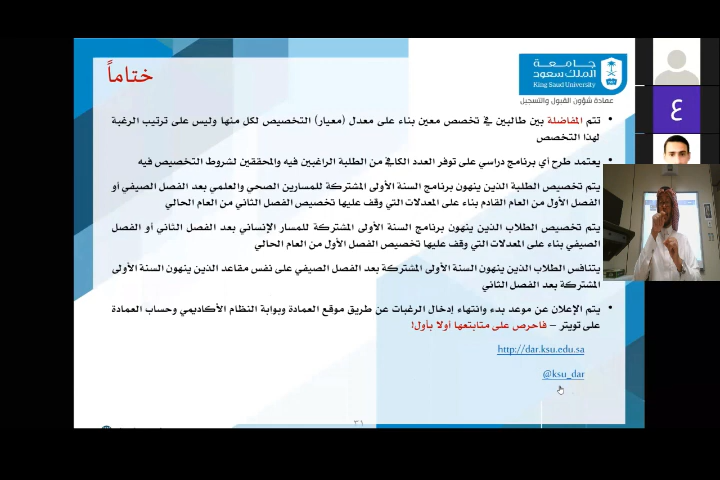 ختاماً
جامعة
الملك سعود
King Saud University
عمادة شؤون القبول والتسجيل
• تتم المفاضلة بين طالبين في تخصص معين بناء على معدل (معيار) التخصيص لكل منها وليس على ترتيب الرغبة
لهذا التخصص
• يعتمد طرح أي برنامج دراسي على توفر العدد الكافي من الطلبة الراغبين فيه والمحققين لشروط التخصيص فيه
• يتم تخصيص الطلبة الذين ينهون برنامج السنة الأولى المشتركة للمسارين الصحي والعلمي بعد الفصل الصيفي أو
الفصل الأول من العام القادم بناء على المعدلات التي وقف عليها تخصيص الفصل الثاني من العام الحالي
• يتم تخصيص الطلاب الذين ينهون برنامج السنة الأولى المشتركة للمسار الإنساني بعد الفصل الثاني أو الفصل
الصيفي بناء على المعدلات التي وقف عليها تخصيص الفصل الأول من العام الحالي
• يتنافس الطلاب الذين ينهون السنة الأولى المشتركة بعد الفصل الصيفي على نفس مقاعد الذين ينهون السنة الأولى
المشتركة بعد الفصل الثاني
• يتم الإعلان عن موعد بدء وانتهاء إدخال الرغبات عن طريق موقع العمادة وبوابة النظام الأكاديمي وحساب العمادة
على تويتر – فاحرص على متابعتها أولا بأول!
http://dar.ksu.edu.sa
@ksu_dar
٣١
ع